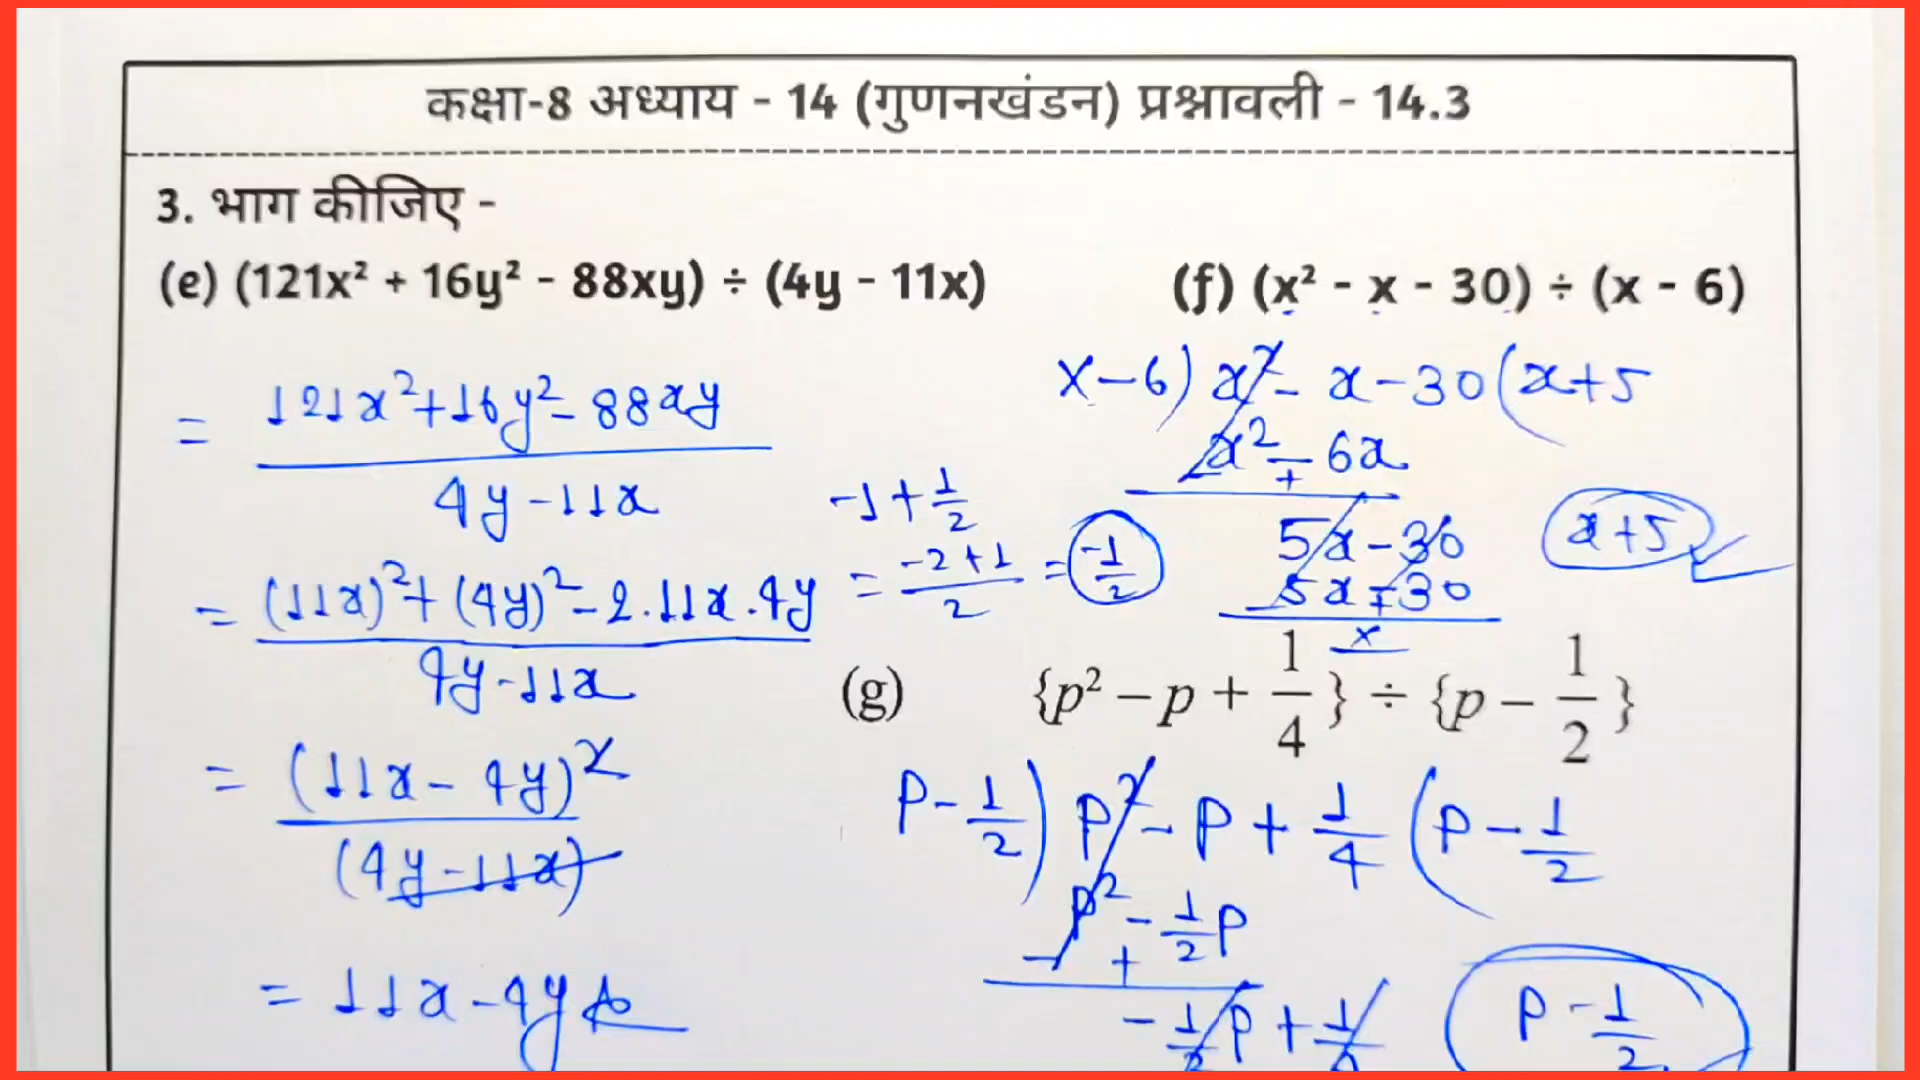 कक्षा-8 अध्याय - 14 (गुणनखंडन) प्रश्नावली - 14.3
3. भाग कीजिए -
(e) (121x² + 16y² - 88xy) ÷ (4y - 11x)
= 121x²+16y²-88xy / 4y-11x
= (11x)²+(4y)²-2.11x.4y / 4y-11x
= (11x-4y)² / (4y-11x)
= 11x-4y
(f) (x² - x - 30) ÷ (x - 6)
x-6) x²- x-30 (x+5
x² - 6x
+
5x-30
5x-30
+
x
x+5
-1+1/2
= -2+1/2 = -1/2
(g) {p² – p + 1/4} ÷ {p – 1/2}
p-1/2) p²- p + 1/4 (p-1/2
p² - 1/2p
- +
-1/2p +
p-1/2